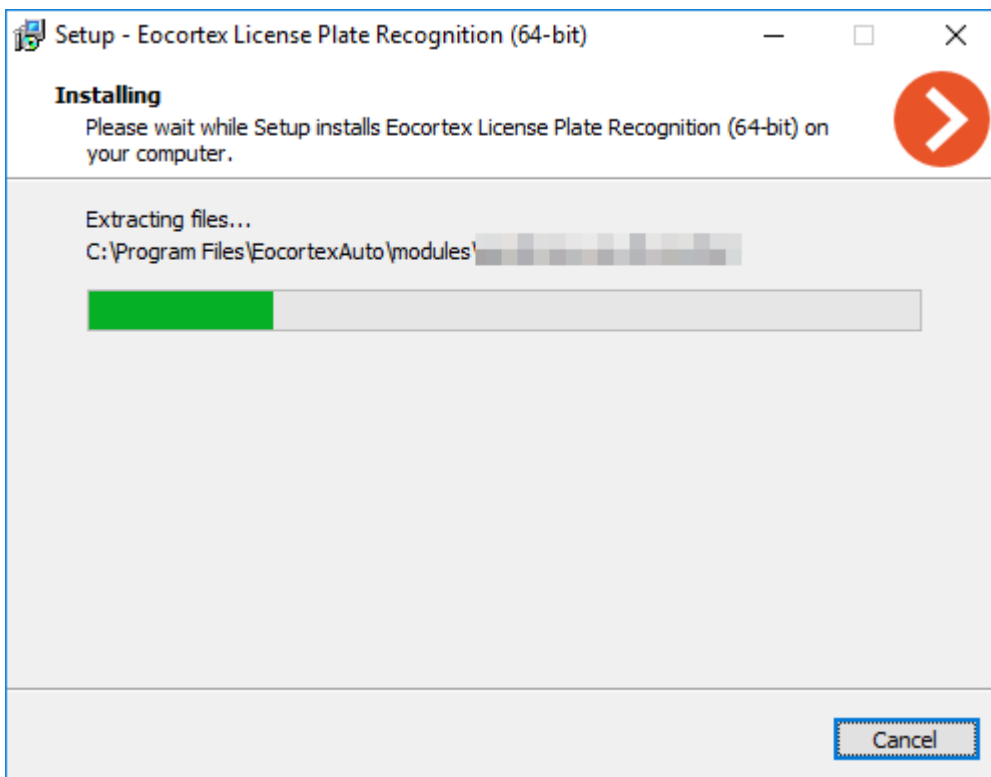 Setup - Eocortex License Plate Recognition (64-bit)
Installing
Please wait while Setup installs Eocortex License Plate Recognition (64-bit) on
your computer.
Extracting files...
C:\Program Files\EocortexAuto\modules\
Cancel